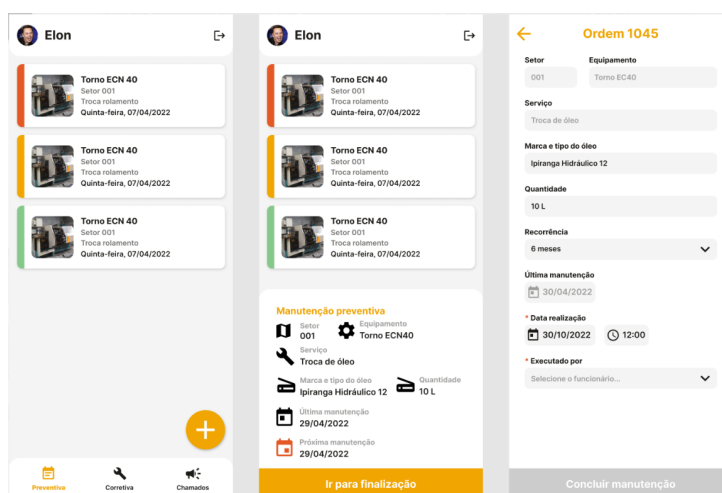 Elon
Torno ECN 40
Setor 001
Troca rolamento
Quinta-feira, 07/04/2022
Torno ECN 40
Setor 001
Troca rolamento
Quinta-feira, 07/04/2022
Torno ECN 40
Setor 001
Troca rolamento
Quinta-feira, 07/04/2022
Preventiva Corretiva Chamados
Elon
Torno ECN 40
Setor 001
Troca rolamento
Quinta-feira, 07/04/2022
Torno ECN 40
Setor 001
Troca rolamento
Quinta-feira, 07/04/2022
Torno ECN 40
Setor 001
Troca rolamento
Quinta-feira, 07/04/2022
Manutenção preventiva
Setor Equipamento
001 Torno ECN40
Serviço
Troca de óleo
Marca e tipo do óleo Quantidade
Ipiranga Hidráulico 12 10 L
Última manutenção
29/04/2022
Próxima manutenção
29/04/2022
Ir para finalização
Ordem 1045
Setor Equipamento
001 Torno EC40
Serviço
Troca de óleo
Marca e tipo do óleo
Ipiranga Hidráulico 12
Quantidade
10 L
Recorrência
6 meses
Última manutenção
30/04/2022
* Data realização
30/10/2022 12:00
* Executado por
Selecione o funcionário...
Concluir manutenção